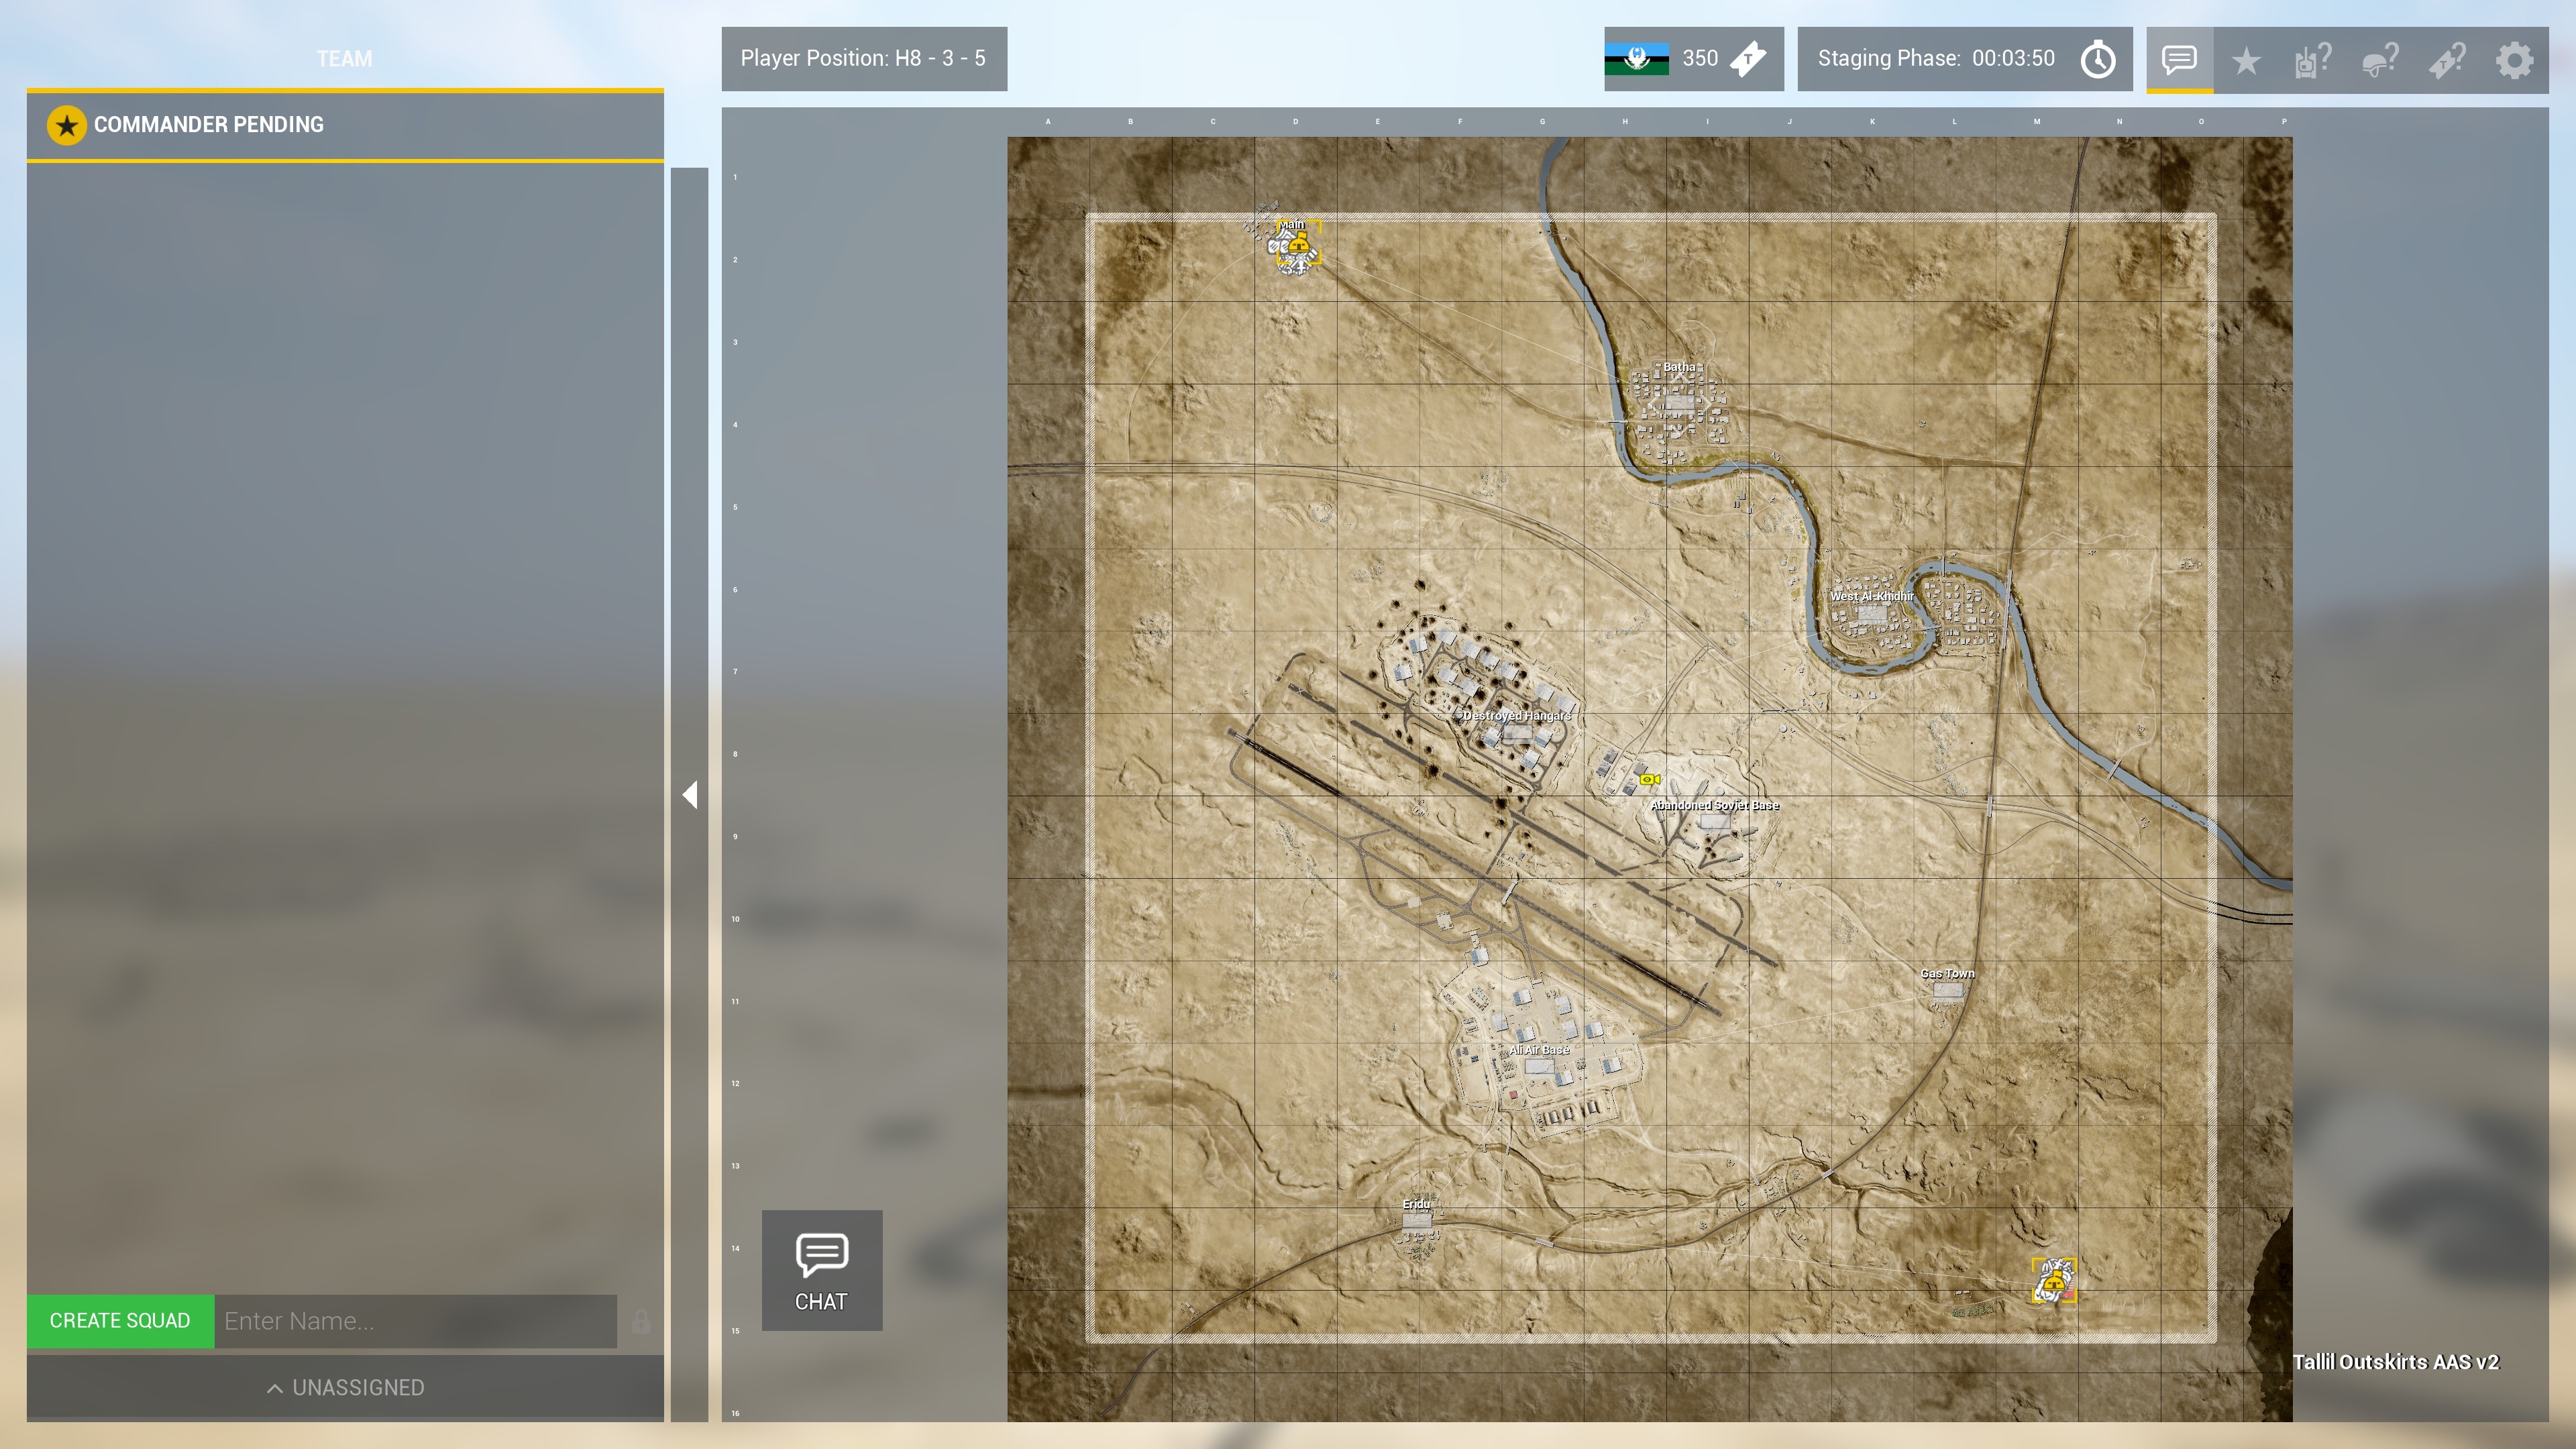 TEAM
Player Position: H8 - 3 - 5
350
T
Staging Phase: 00:03:50
? ? T?
COMMANDER PENDING
A B C D E F G H I J K L M N O P
1
Main
2
3
Batha
4
5
6
West Al-Khidhir
7
Destroyed Hangars
8
Abandoned Soviet Base
9
10
Gas Town
11
Ali Air Base
12
13
Eridu
14
CHAT
CREATE SQUAD Enter Name...
15
Tallil Outskirts AAS v2
UNASSIGNED
16